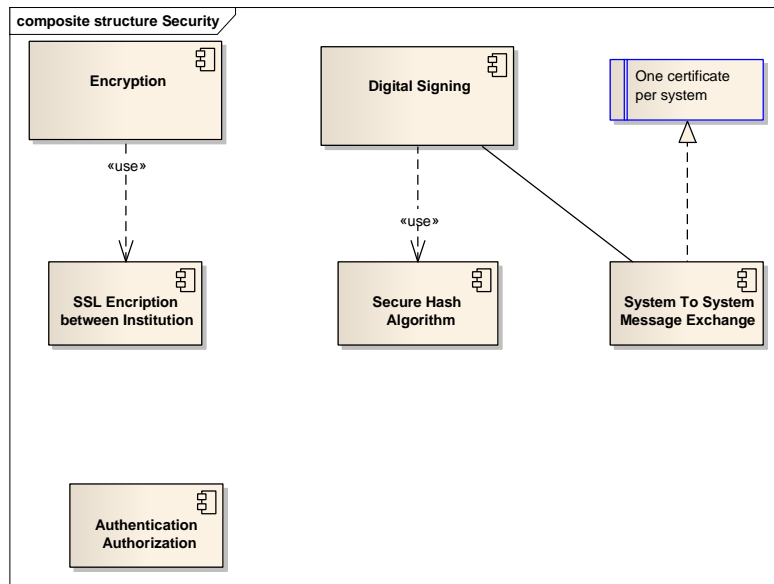 composite structure Security
Encryption
Digital Signing
One certificate
per system
«use»
«use»
SSL Encription
between Institution
Secure Hash
Algorithm
System To System
Message Exchange
Authentication
Authorization